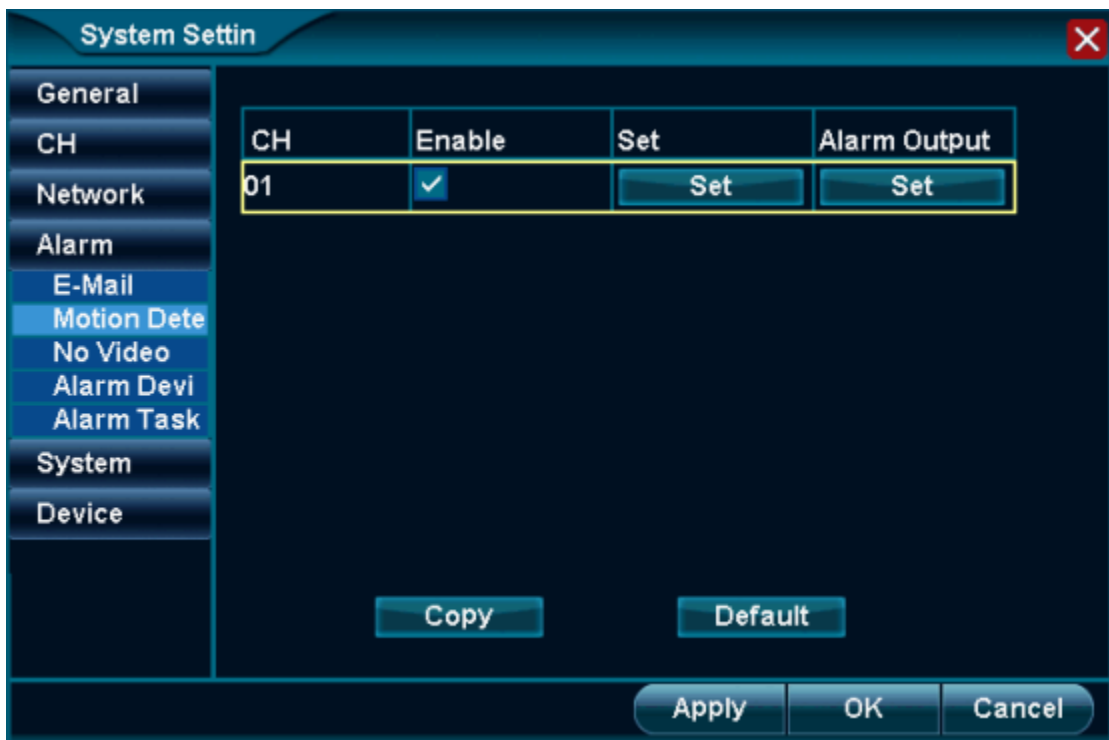 System Settin
General
CH
Network
Alarm
E-Mail
Motion Dete
No Video
Alarm Devi
Alarm Task
System
Device
CH Enable Set Alarm Output
01 Set Set
Copy Default
Apply OK Cancel